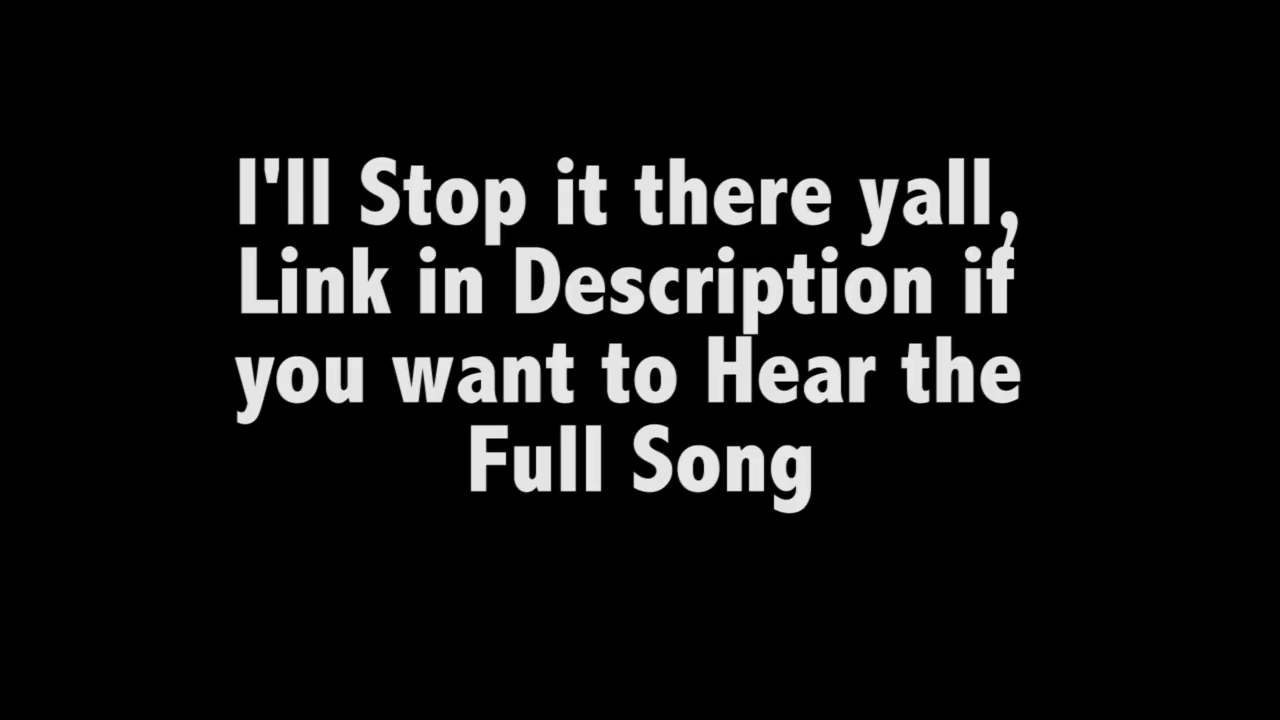 I'll Stop it there yall,
Link in Description if
you want to Hear the
Full Song